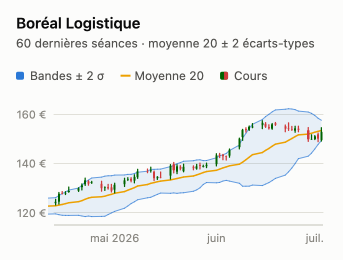 Boréal Logistique
60 dernières séances · moyenne 20 ± 2 écarts-types
Bandes ± 2 σ
Moyenne 20
Cours
160 €
140 €
120 €
mai 2026
juin
juil.